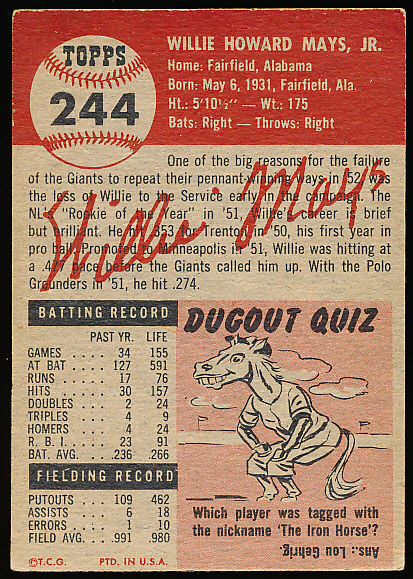 TOPPS
244
WILLIE HOWARD MAYS, JR.
Home: Fairfield, Alabama
Born: May 6, 1931, Fairfield, Ala.
Ht.: 5'10½" — Wt.: 175
Bats: Right — Throws: Right
One of the big reasons for the failure
of the Giants to repeat their pennant-winning ways in '52 was
the loss of Willie to the Service early in the campaign. The
NL's "Rookie of the Year" in '51, Willie's career is brief
but brilliant. He hit .353 for Trenton in '50, his first year in
pro ball. Promoted to Minneapolis in '51, Willie was hitting at
a .477 pace before the Giants called him up. With the Polo
Grounders in '51, he hit .274.
Willie Mays
BATTING RECORD
PAST YR. LIFE
GAMES 34 155
AT BAT 127 591
RUNS 17 76
HITS 30 157
DOUBLES 2 24
TRIPLES 4 9
HOMERS 4 24
R. B. I. 23 91
BAT. AVG. .236 .266
FIELDING RECORD
PUTOUTS 109 462
ASSISTS 6 18
ERRORS 1 10
FIELD AVG. .991 .980
©T.C.G. PTD. IN U.S.A.
DUGOUT QUIZ
Which player was tagged with
the nickname 'The Iron Horse'?
Ans.: Lou Gehrig.